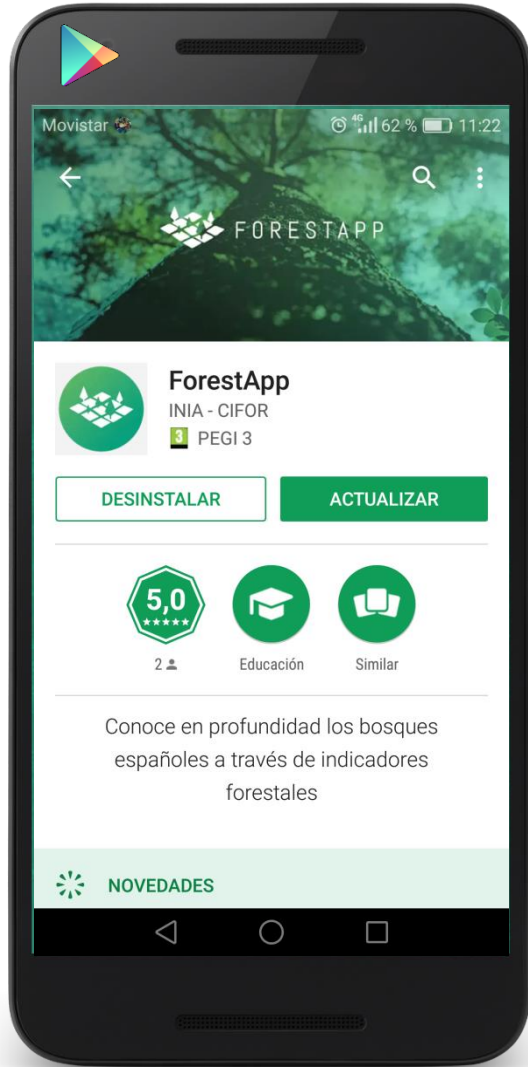 Movistar 4G 62 % 11:22
FORESTAPP
ForestApp
INIA - CIFOR
3 PEGI 3
DESINSTALAR ACTUALIZAR
5,0
2 Educación Similar
Conoce en profundidad los bosques
españoles a través de indicadores
forestales
NOVEDADES